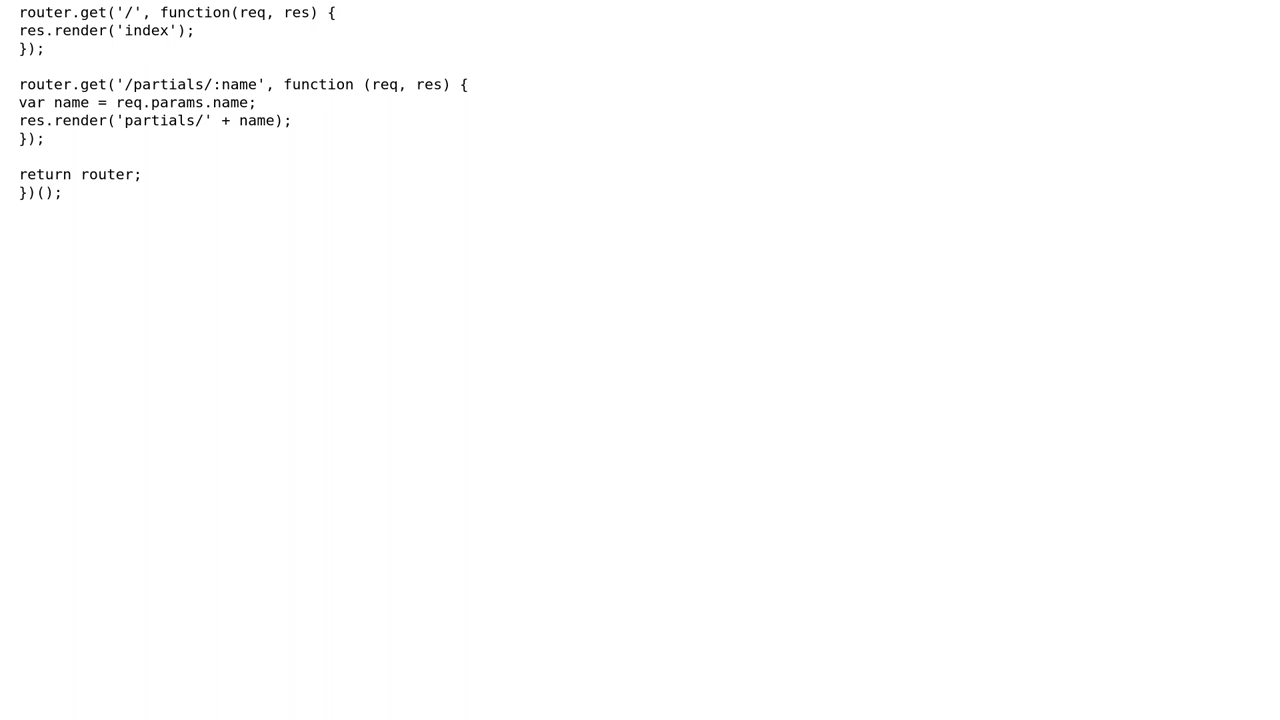 router.get('/', function(req, res) {
res.render('index');
});

router.get('/partials/:name', function (req, res) {
var name = req.params.name;
res.render('partials/' + name);
});

return router;
})();